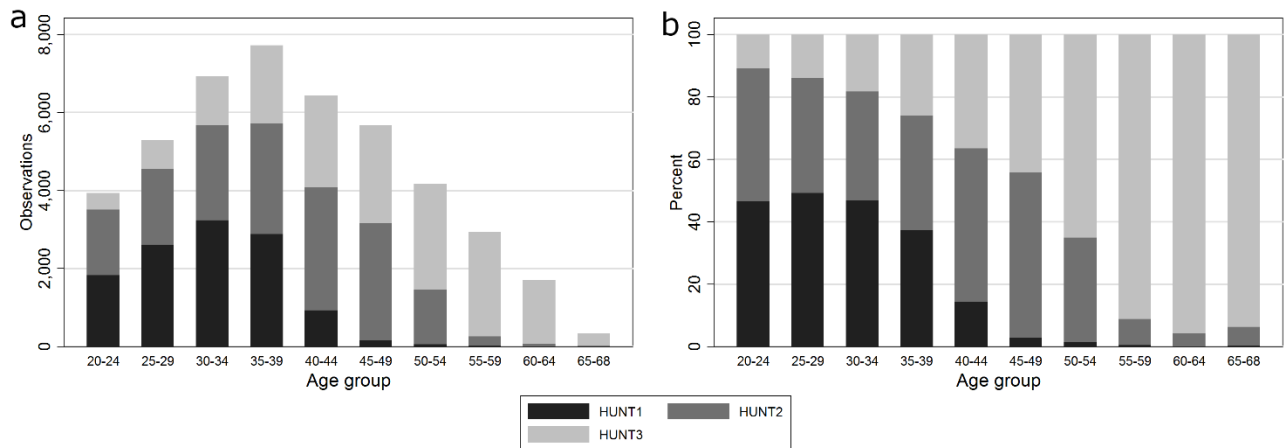 a
8,000
6,000
4,000
2,000
0
Observations
20-24 25-29 30-34 35-39 40-44 45-49 50-54 55-59 60-64 65-68
Age group
b
100
80
60
40
20
0
Percent
20-24 25-29 30-34 35-39 40-44 45-49 50-54 55-59 60-64 65-68
Age group
HUNT1 HUNT2
HUNT3